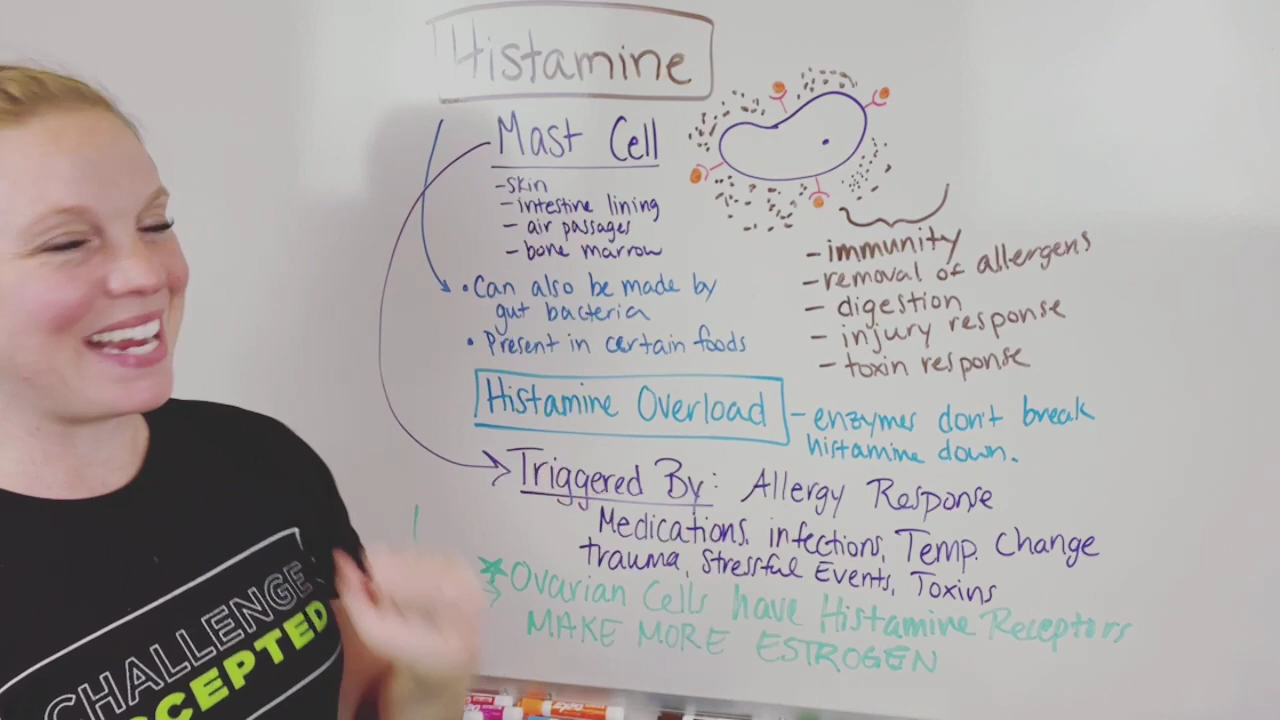 Histamine
Mast Cell
-skin
-intestine lining
- air passages
- bone marrow
• Can also be made by
gut bacteria
• Present in certain foods
-immunity
-removal of allergens
- digestion
- injury response
- toxin response
Histamine Overload
- enzymes don't break
histamine down.
Triggered By: Allergy Response
Medications, infections, Temp. Change
trauma, Stressful Events, Toxins
Ovarian Cells have Histamine Receptors
MAKE MORE ESTROGEN
CHALLENGE
CCEPTED